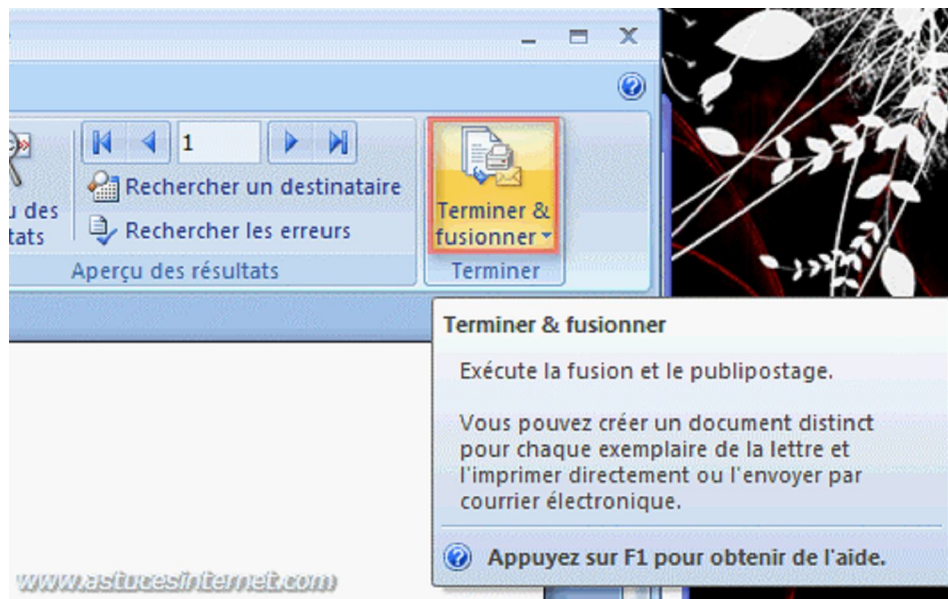 1
Rechercher un destinataire
Rechercher les erreurs
u des
tats
Aperçu des résultats
Terminer &
fusionner
Terminer
Terminer & fusionner
Exécute la fusion et le publipostage.
Vous pouvez créer un document distinct
pour chaque exemplaire de la lettre et
l'imprimer directement ou l'envoyer par
courrier électronique.
Appuyez sur F1 pour obtenir de l'aide.
www.astucesinternet.com